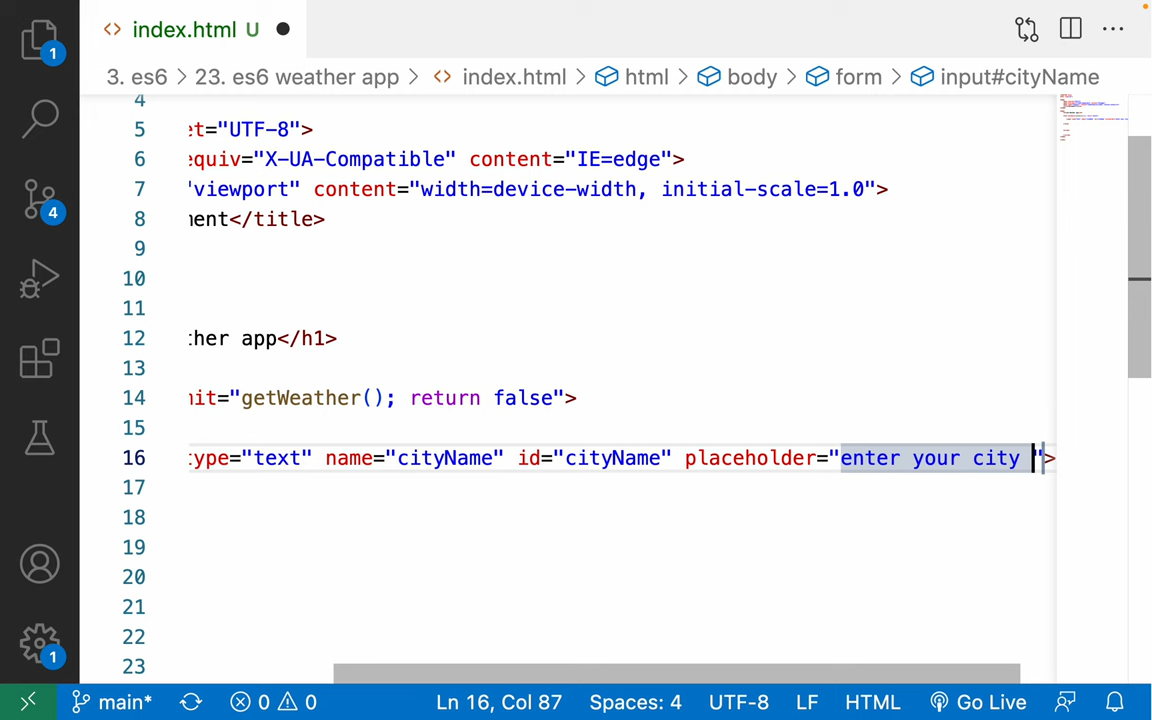 1
index.html U
3. es6 > 23. es6 weather app > index.html > html > body > form > input#cityName
4
5 et="UTF-8">
6 equiv="X-UA-Compatible" content="IE=edge">
7 "viewport" content="width=device-width, initial-scale=1.0">
4
8 ment</title>
9
10
11
12 ther app</h1>
13
14 mit="getWeather(); return false">
15
16 type="text" name="cityName" id="cityName" placeholder="enter your city ">
17
18
19
20
21
22
23
1
main* 0 0 Ln 16, Col 87 Spaces: 4 UTF-8 LF HTML Go Live